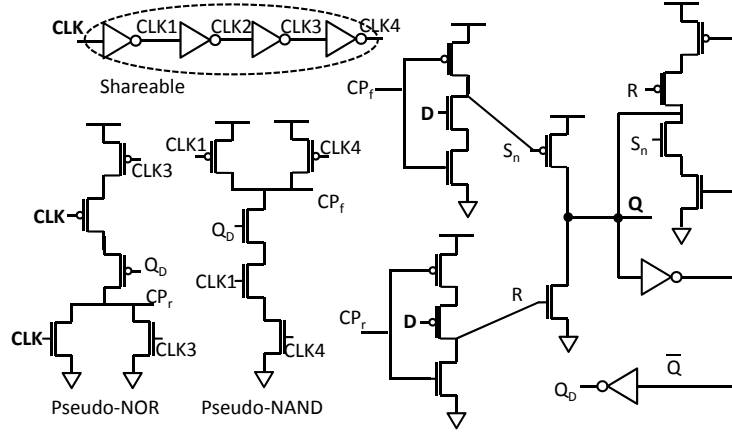 CLK CLK1 CLK2 CLK3 CLK4
Shareable
CLK3
CLK
Q_D
CP_r
CLK
CLK3
Pseudo-NOR
CLK1
CLK4
CP_f
Q_D
CLK1
CLK4
Pseudo-NAND
CP_f
D
S_n
CP_r
D
R
R
S_n
Q
Q̅
Q_D